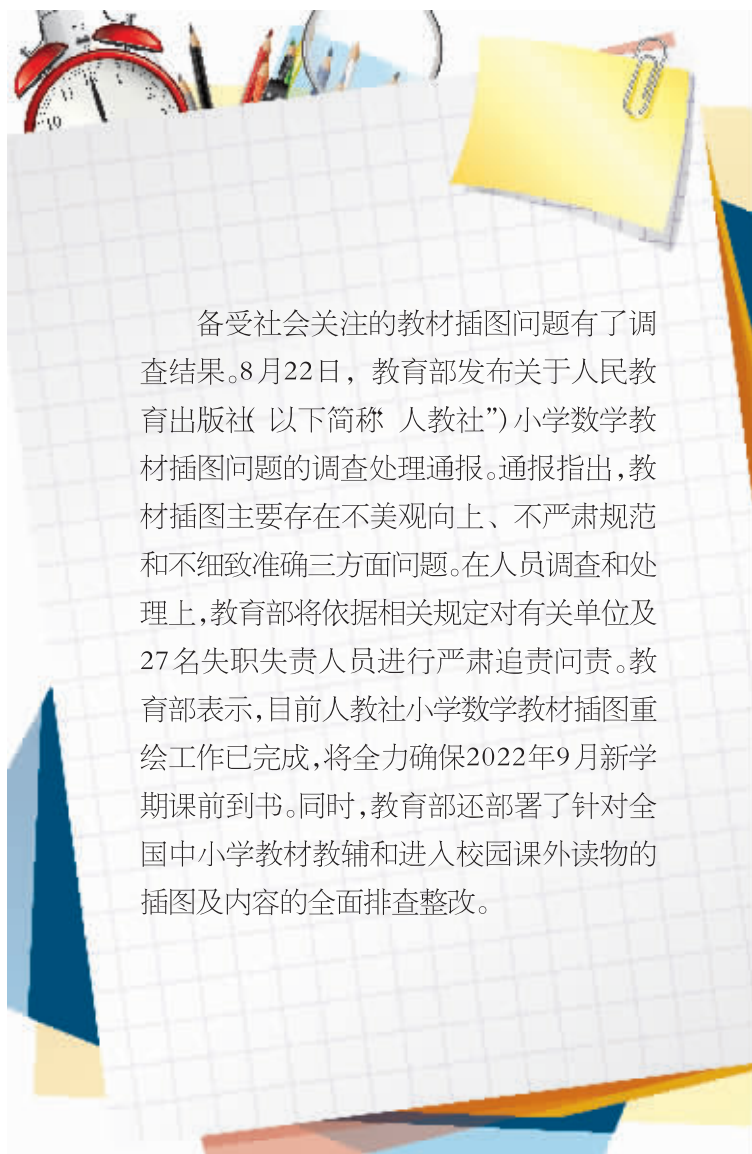 备受社会关注的教材插图问题有了调
查结果。8月22日，教育部发布关于人民教
育出版社(以下简称“人教社”)小学数学教
材插图问题的调查处理通报。通报指出，教
材插图主要存在不美观向上、不严肃规范
和不细致准确三方面问题。在人员调查和处
理上，教育部将依据相关规定对有关单位及
27名失职失责人员进行严肃追责问责。教
育部表示，目前人教社小学数学教材插图重
绘工作已完成，将全力确保2022年9月新学
期课前到书。同时，教育部还部署了针对全
国中小学教材教辅和进入校园课外读物的
插图及内容的全面排查整改。
12
11
10